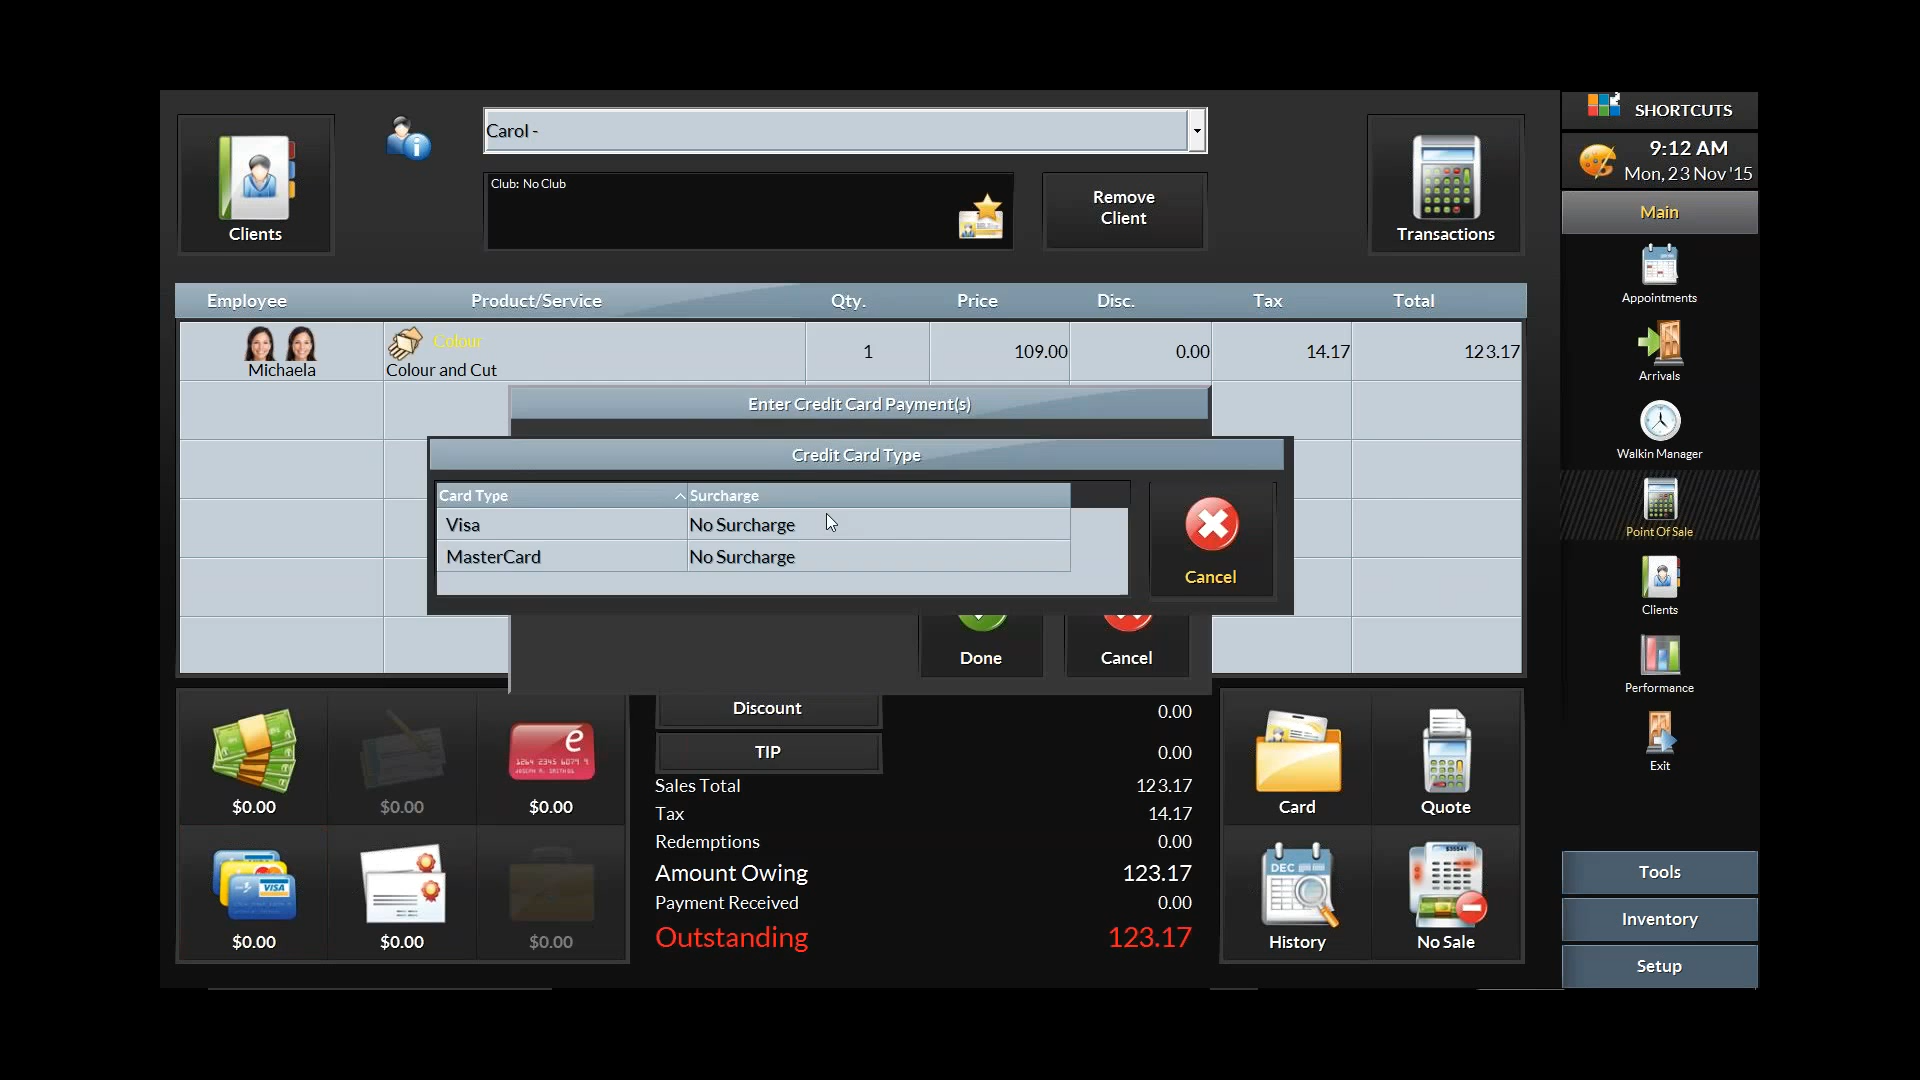 Carol -
Club: No Club
Clients
Remove
Client
Transactions
Employee Product/Service Qty. Price Disc. Tax Total
Colour
Michaela Colour and Cut 1 109.00 0.00 14.17 123.17
Enter Credit Card Payment(s)
Credit Card Type
Card Type Surcharge
Visa No Surcharge
MasterCard No Surcharge
Cancel
Done Cancel
$0.00 $0.00 $0.00
$0.00 $0.00 $0.00
e
1264 2345 6079 9
VISA
Discount 0.00
TIP 0.00
Sales Total 123.17
Tax 14.17
Redemptions 0.00
Amount Owing 123.17
Payment Received 0.00
Outstanding 123.17
Card Quote
DEC
History No Sale
SHORTCUTS
9:12 AM
Mon, 23 Nov '15
Main
Appointments
Arrivals
Walkin Manager
Point Of Sale
Clients
Performance
Exit
Tools
Inventory
Setup